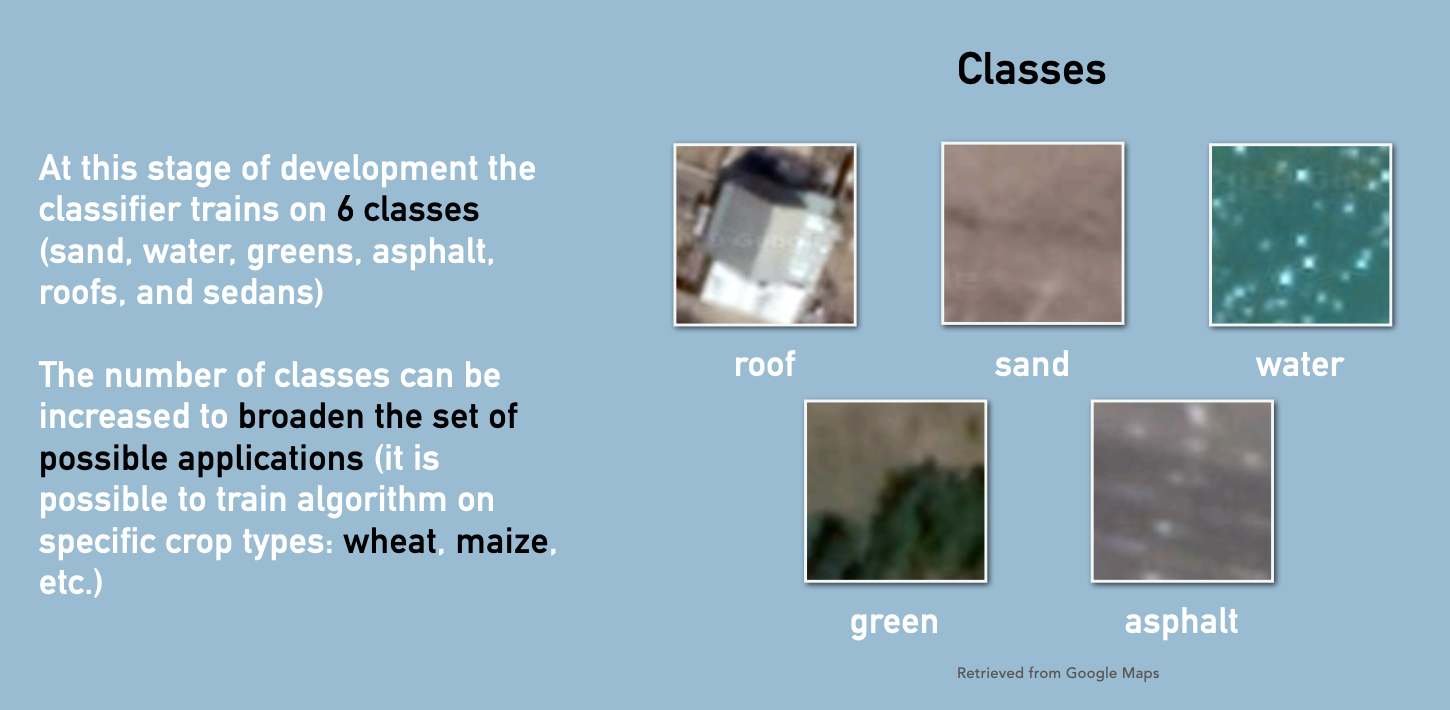 Classes
At this stage of development the
classifier trains on 6 classes
(sand, water, greens, asphalt,
roofs, and sedans)
The number of classes can be
increased to broaden the set of
possible applications (it is
possible to train algorithm on
specific crop types: wheat, maize,
etc.)
roof
sand
water
green
asphalt
Retrieved from Google Maps